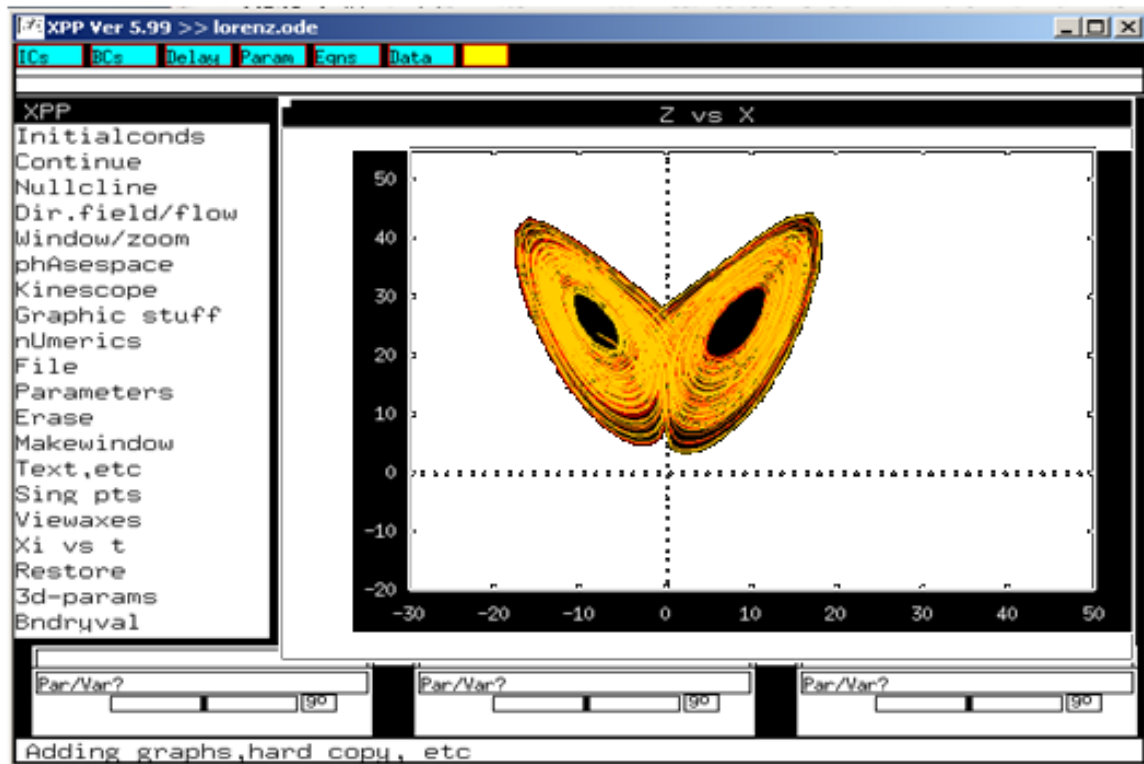 XPP Ver 5.99 >> lorenz.ode
ICs BCs Delay Param Eqns Data
XPP
Initialconds
Continue
Nullcline
Dir.field/flow
Window/zoom
phAsespace
Kinescope
Graphic stuff
nUmerics
File
Parameters
Erase
Makewindow
Text,etc
Sing pts
Viewaxes
Xi vs t
Restore
3d-params
Bndryval
Z vs X
50
40
30
20
10
0
-10
-20
-30 -20 -10 0 10 20 30 40 50
Par/Var? Par/Var? Par/Var?
go go go
Adding graphs,hard copy, etc